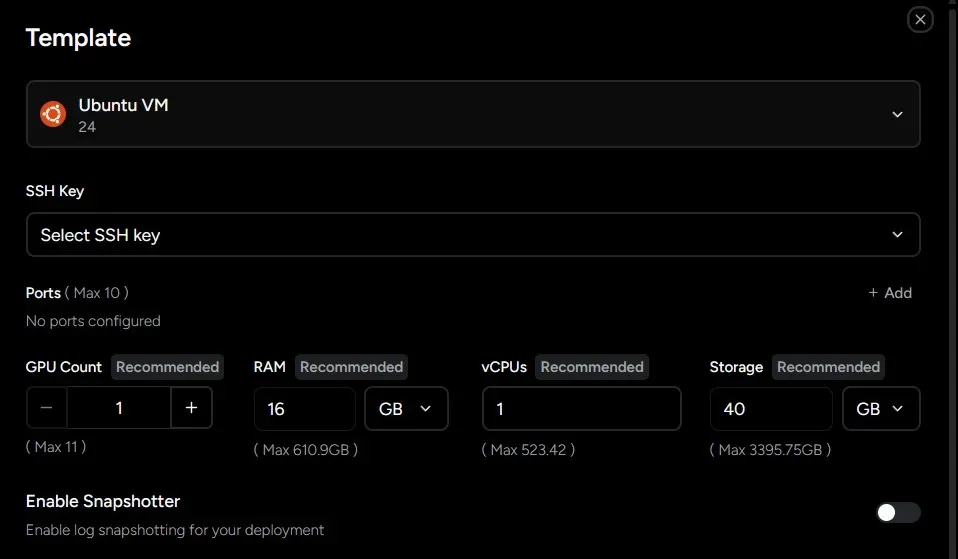 Template
Ubuntu VM
24
SSH Key
Select SSH key
Ports ( Max 10 )
+ Add
No ports configured
GPU Count Recommended
RAM Recommended
vCPUs Recommended
Storage Recommended
− 1 +
16 GB
1
40 GB
( Max 11 )
( Max 610.9GB )
( Max 523.42 )
( Max 3395.75GB )
Enable Snapshotter
Enable log snapshotting for your deployment